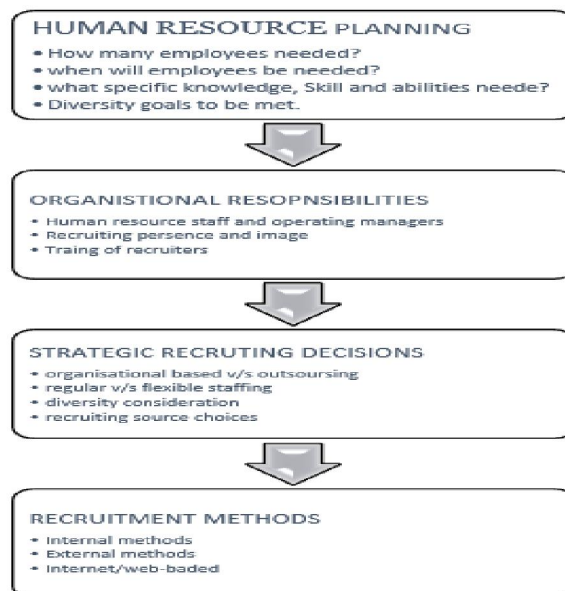 HUMAN RESOURCE PLANNING
• How many employees needed?
• when will employees be needed?
• what specific knowledge, Skill and abilities neede?
• Diversity goals to be met.
ORGANISTIONAL RESOPNSIBILITIES
• Human resource staff and operating managers
• Recruiting persence and image
• Traing of recruiters
STRATEGIC RECRUTING DECISIONS
• organisational based v/s outsoursing
• regular v/s flexible staffing
• diversity consideration
• recruiting source choices
RECRUITMENT METHODS
• Internal methods
• External methods
• Internet/web-baded